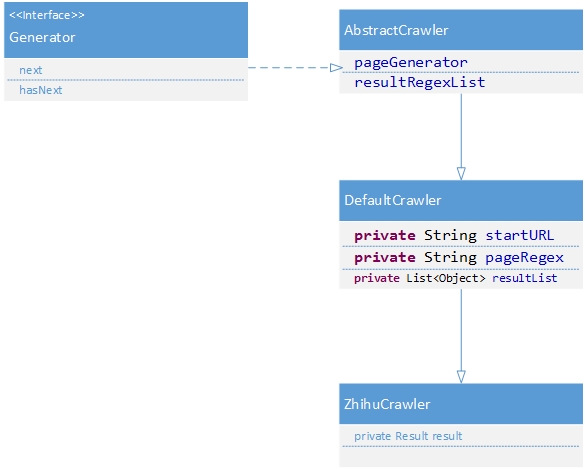 <<Interface>>
Generator
next
hasNext
AbstractCrawler
pageGenerator
resultRegexList
DefaultCrawler
private String startURL
private String pageRegex
private List<Object> resultList
ZhihuCrawler
private Result result